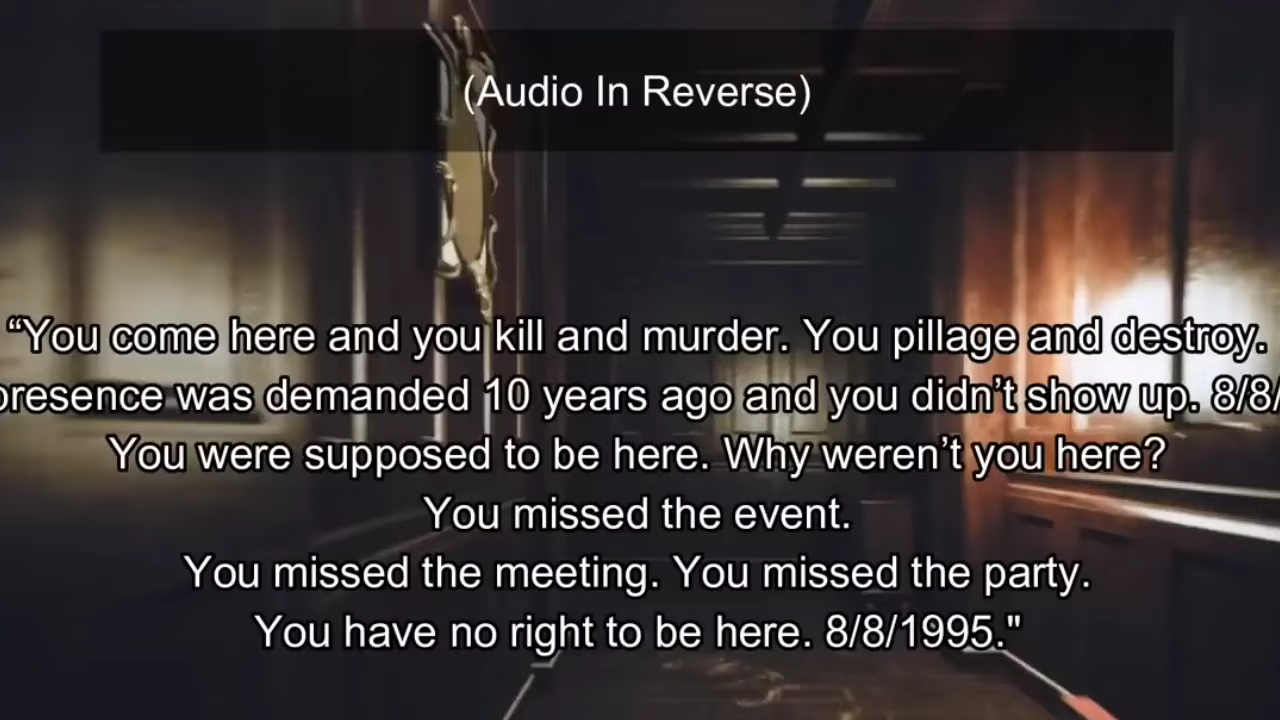 (Audio In Reverse)
“You come here and you kill and murder. You pillage and destroy.
presence was demanded 10 years ago and you didn’t show up. 8/8/
You were supposed to be here. Why weren’t you here?
You missed the event.
You missed the meeting. You missed the party.
You have no right to be here. 8/8/1995."